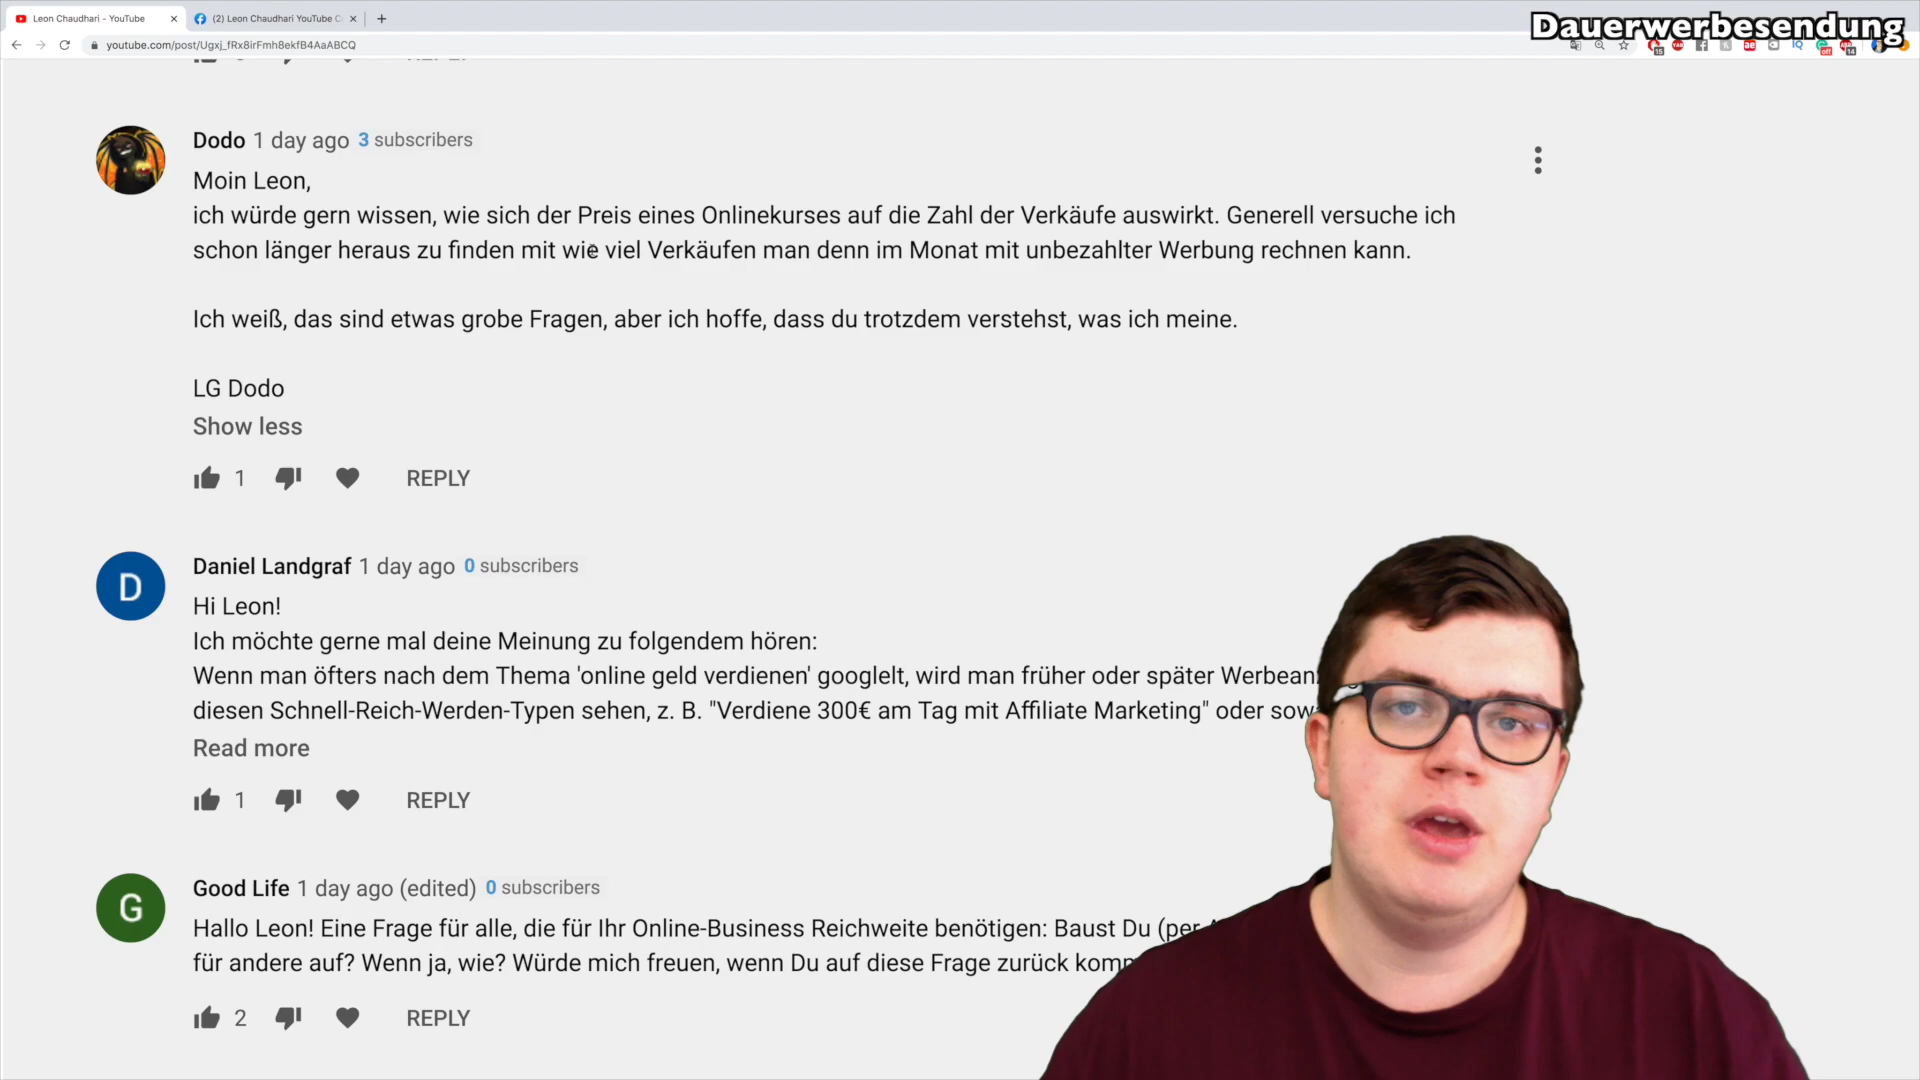 Leon Chaudhari - YouTube
(2) Leon Chaudhari YouTube C
Dauerwerbesendung
youtube.com/post/Ugxj_fRx8irFmh8ekfB4AaABCQ
Dodo 1 day ago 3 subscribers
Moin Leon,
ich würde gern wissen, wie sich der Preis eines Onlinekurses auf die Zahl der Verkäufe auswirkt. Generell versuche ich
schon länger heraus zu finden mit wie viel Verkäufen man denn im Monat mit unbezahlter Werbung rechnen kann.
Ich weiß, das sind etwas grobe Fragen, aber ich hoffe, dass du trotzdem verstehst, was ich meine.
LG Dodo
Show less
1 REPLY
D
Daniel Landgraf 1 day ago 0 subscribers
Hi Leon!
Ich möchte gerne mal deine Meinung zu folgendem hören:
Wenn man öfters nach dem Thema 'online geld verdienen' googlelt, wird man früher oder später Werbean
diesen Schnell-Reich-Werden-Typen sehen, z. B. "Verdiene 300€ am Tag mit Affiliate Marketing" oder sow
Read more
1 REPLY
G
Good Life 1 day ago (edited) 0 subscribers
Hallo Leon! Eine Frage für alle, die für Ihr Online-Business Reichweite benötigen: Baust Du (per
für andere auf? Wenn ja, wie? Würde mich freuen, wenn Du auf diese Frage zurück kom
2 REPLY